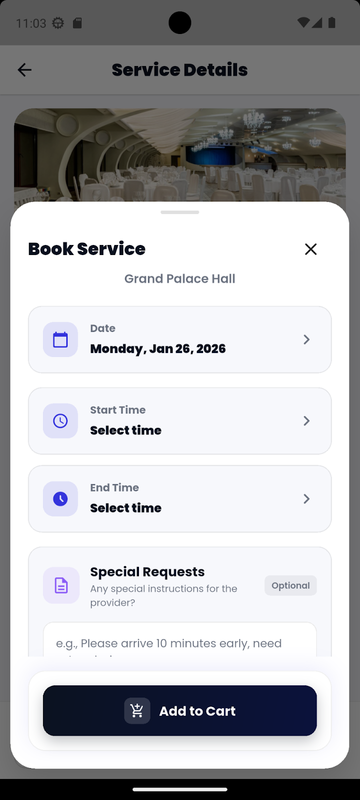 11:03
Service Details
Book Service
Grand Palace Hall
Date
Monday, Jan 26, 2026
Start Time
Select time
End Time
Select time
Special Requests
Any special instructions for the
provider?
Optional
e.g., Please arrive 10 minutes early, need
Add to Cart